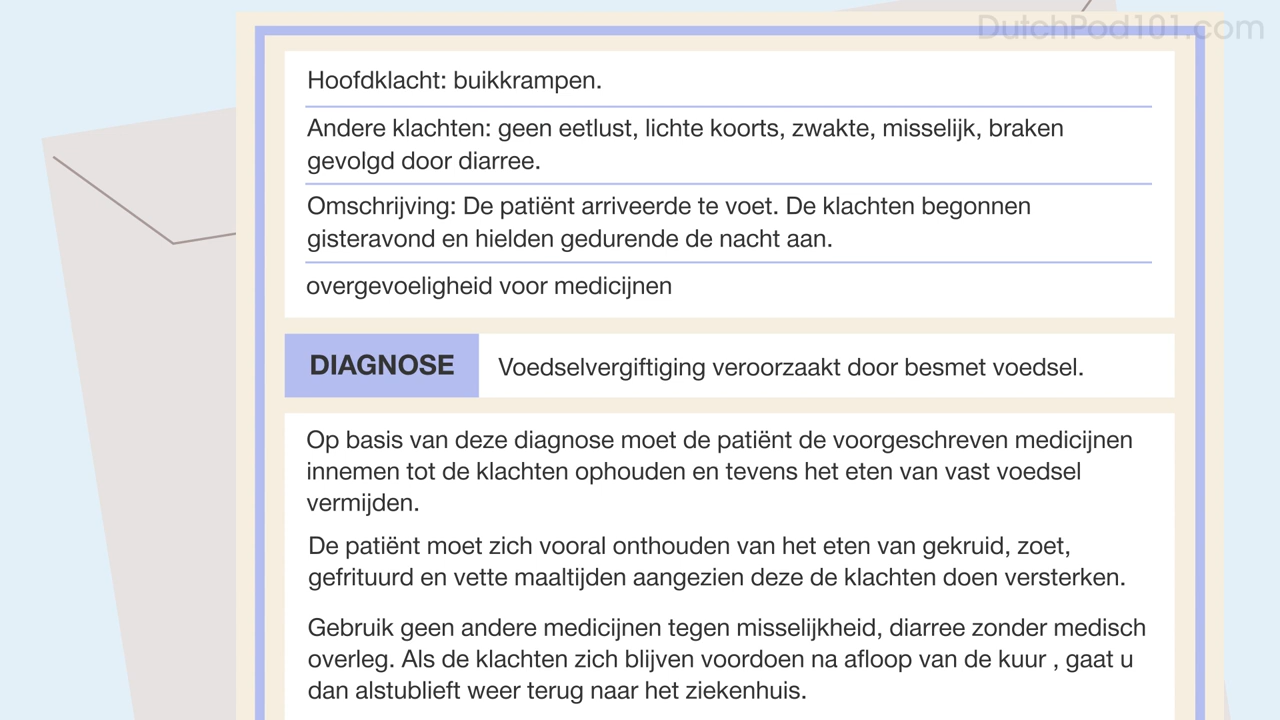 DutchPod101.com
Hoofdklacht: buikkrampen.
Andere klachten: geen eetlust, lichte koorts, zwakte, misselijk, braken
gevolgd door diarree.
Omschrijving: De patiënt arriveerde te voet. De klachten begonnen
gisteravond en hielden gedurende de nacht aan.
overgevoeligheid voor medicijnen
DIAGNOSE Voedselvergiftiging veroorzaakt door besmet voedsel.
Op basis van deze diagnose moet de patiënt de voorgeschreven medicijnen
innemen tot de klachten ophouden en tevens het eten van vast voedsel
vermijden.
De patiënt moet zich vooral onthouden van het eten van gekruid, zoet,
gefrituurd en vette maaltijden aangezien deze de klachten doen versterken.
Gebruik geen andere medicijnen tegen misselijkheid, diarree zonder medisch
overleg. Als de klachten zich blijven voordoen na afloop van de kuur , gaat u
dan alstublieft weer terug naar het ziekenhuis.